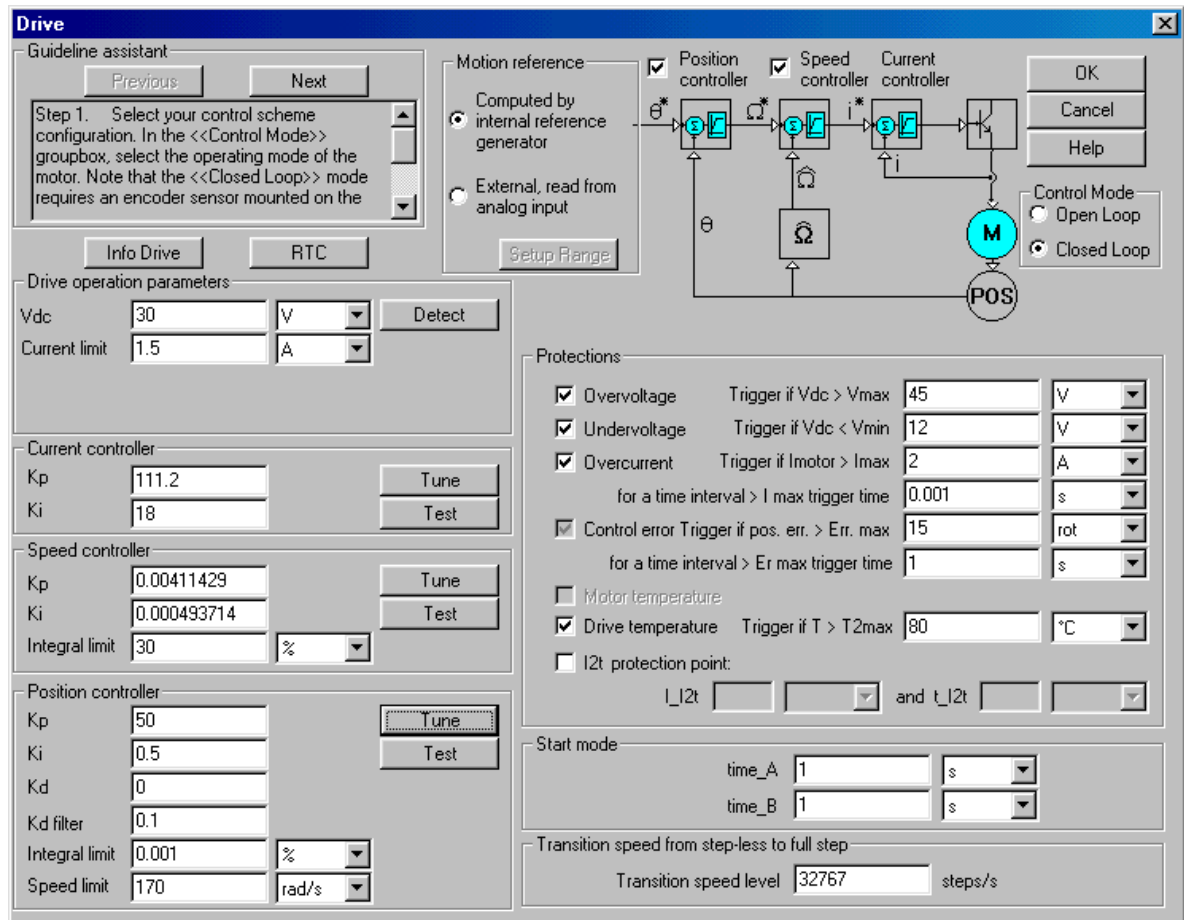 Drive
Guideline assistant
Previous
Next
Step 1. Select your control scheme
configuration. In the <<Control Mode>>
groupbox, select the operating mode of the
motor. Note that the <<Closed Loop>> mode
requires an encoder sensor mounted on the
Info Drive
RTC
Motion reference
Computed by
internal reference
generator
External, read from
analog input
Setup Range
Position
controller
Speed
controller
Current
controller
θ* Σ Ω* Σ i* Σ
i
Ω̂
θ
Ω̂
M
POS
OK
Cancel
Help
Control Mode
Open Loop
Closed Loop
Drive operation parameters
Vdc 30 V Detect
Current limit 1.5 A
Current controller
Kp 111.2 Tune
Ki 18 Test
Speed controller
Kp 0.00411429 Tune
Ki 0.000493714 Test
Integral limit 30 %
Position controller
Kp 50 Tune
Ki 0.5 Test
Kd 0
Kd filter 0.1
Integral limit 0.001 %
Speed limit 170 rad/s
Protections
Overvoltage Trigger if Vdc > Vmax 45 V
Undervoltage Trigger if Vdc < Vmin 12 V
Overcurrent Trigger if Imotor > Imax 2 A
for a time interval > I max trigger time 0.001 s
Control error Trigger if pos. err. > Err. max 15 rot
for a time interval > Er max trigger time 1 s
Motor temperature
Drive temperature Trigger if T > T2max 80 °C
I2t protection point:
I_I2t and t_I2t
Start mode
time_A 1 s
time_B 1 s
Transition speed from step-less to full step
Transition speed level 32767 steps/s